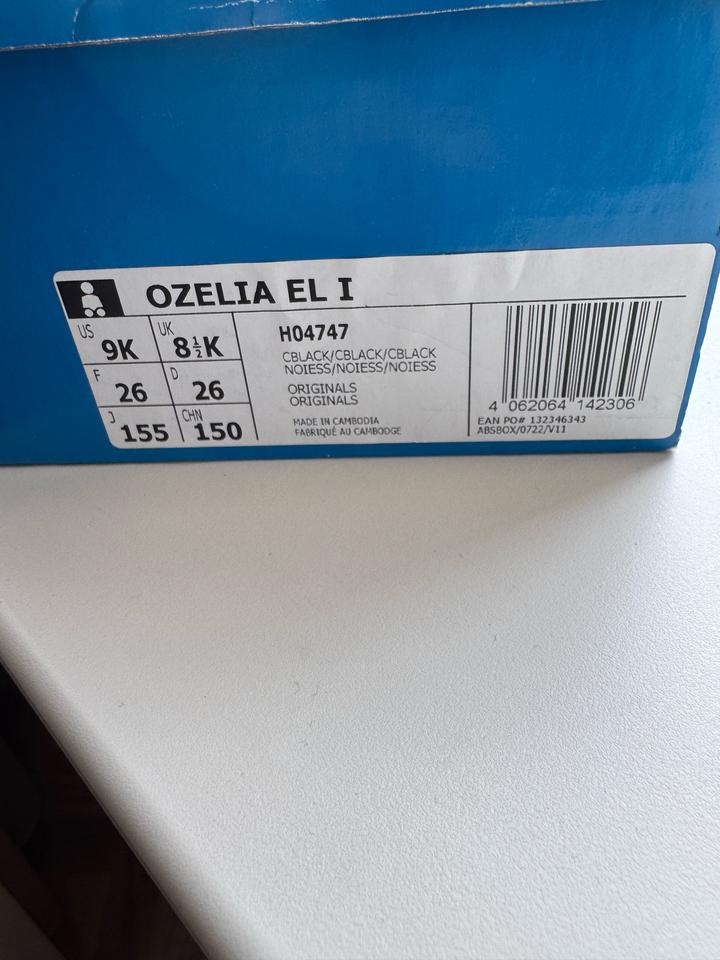 OZELIA EL I
US 9K UK 8½K
F 26 D 26
J 155 CHN 150
H04747
CBLACK/CBLACK/CBLACK
NOIESS/NOIESS/NOIESS
ORIGINALS
ORIGINALS
MADE IN CAMBODIA
FABRIQUÉ AU CAMBODGE
4 062064 142306
EAN PO# 132346343
ABSBOX/0722/V11